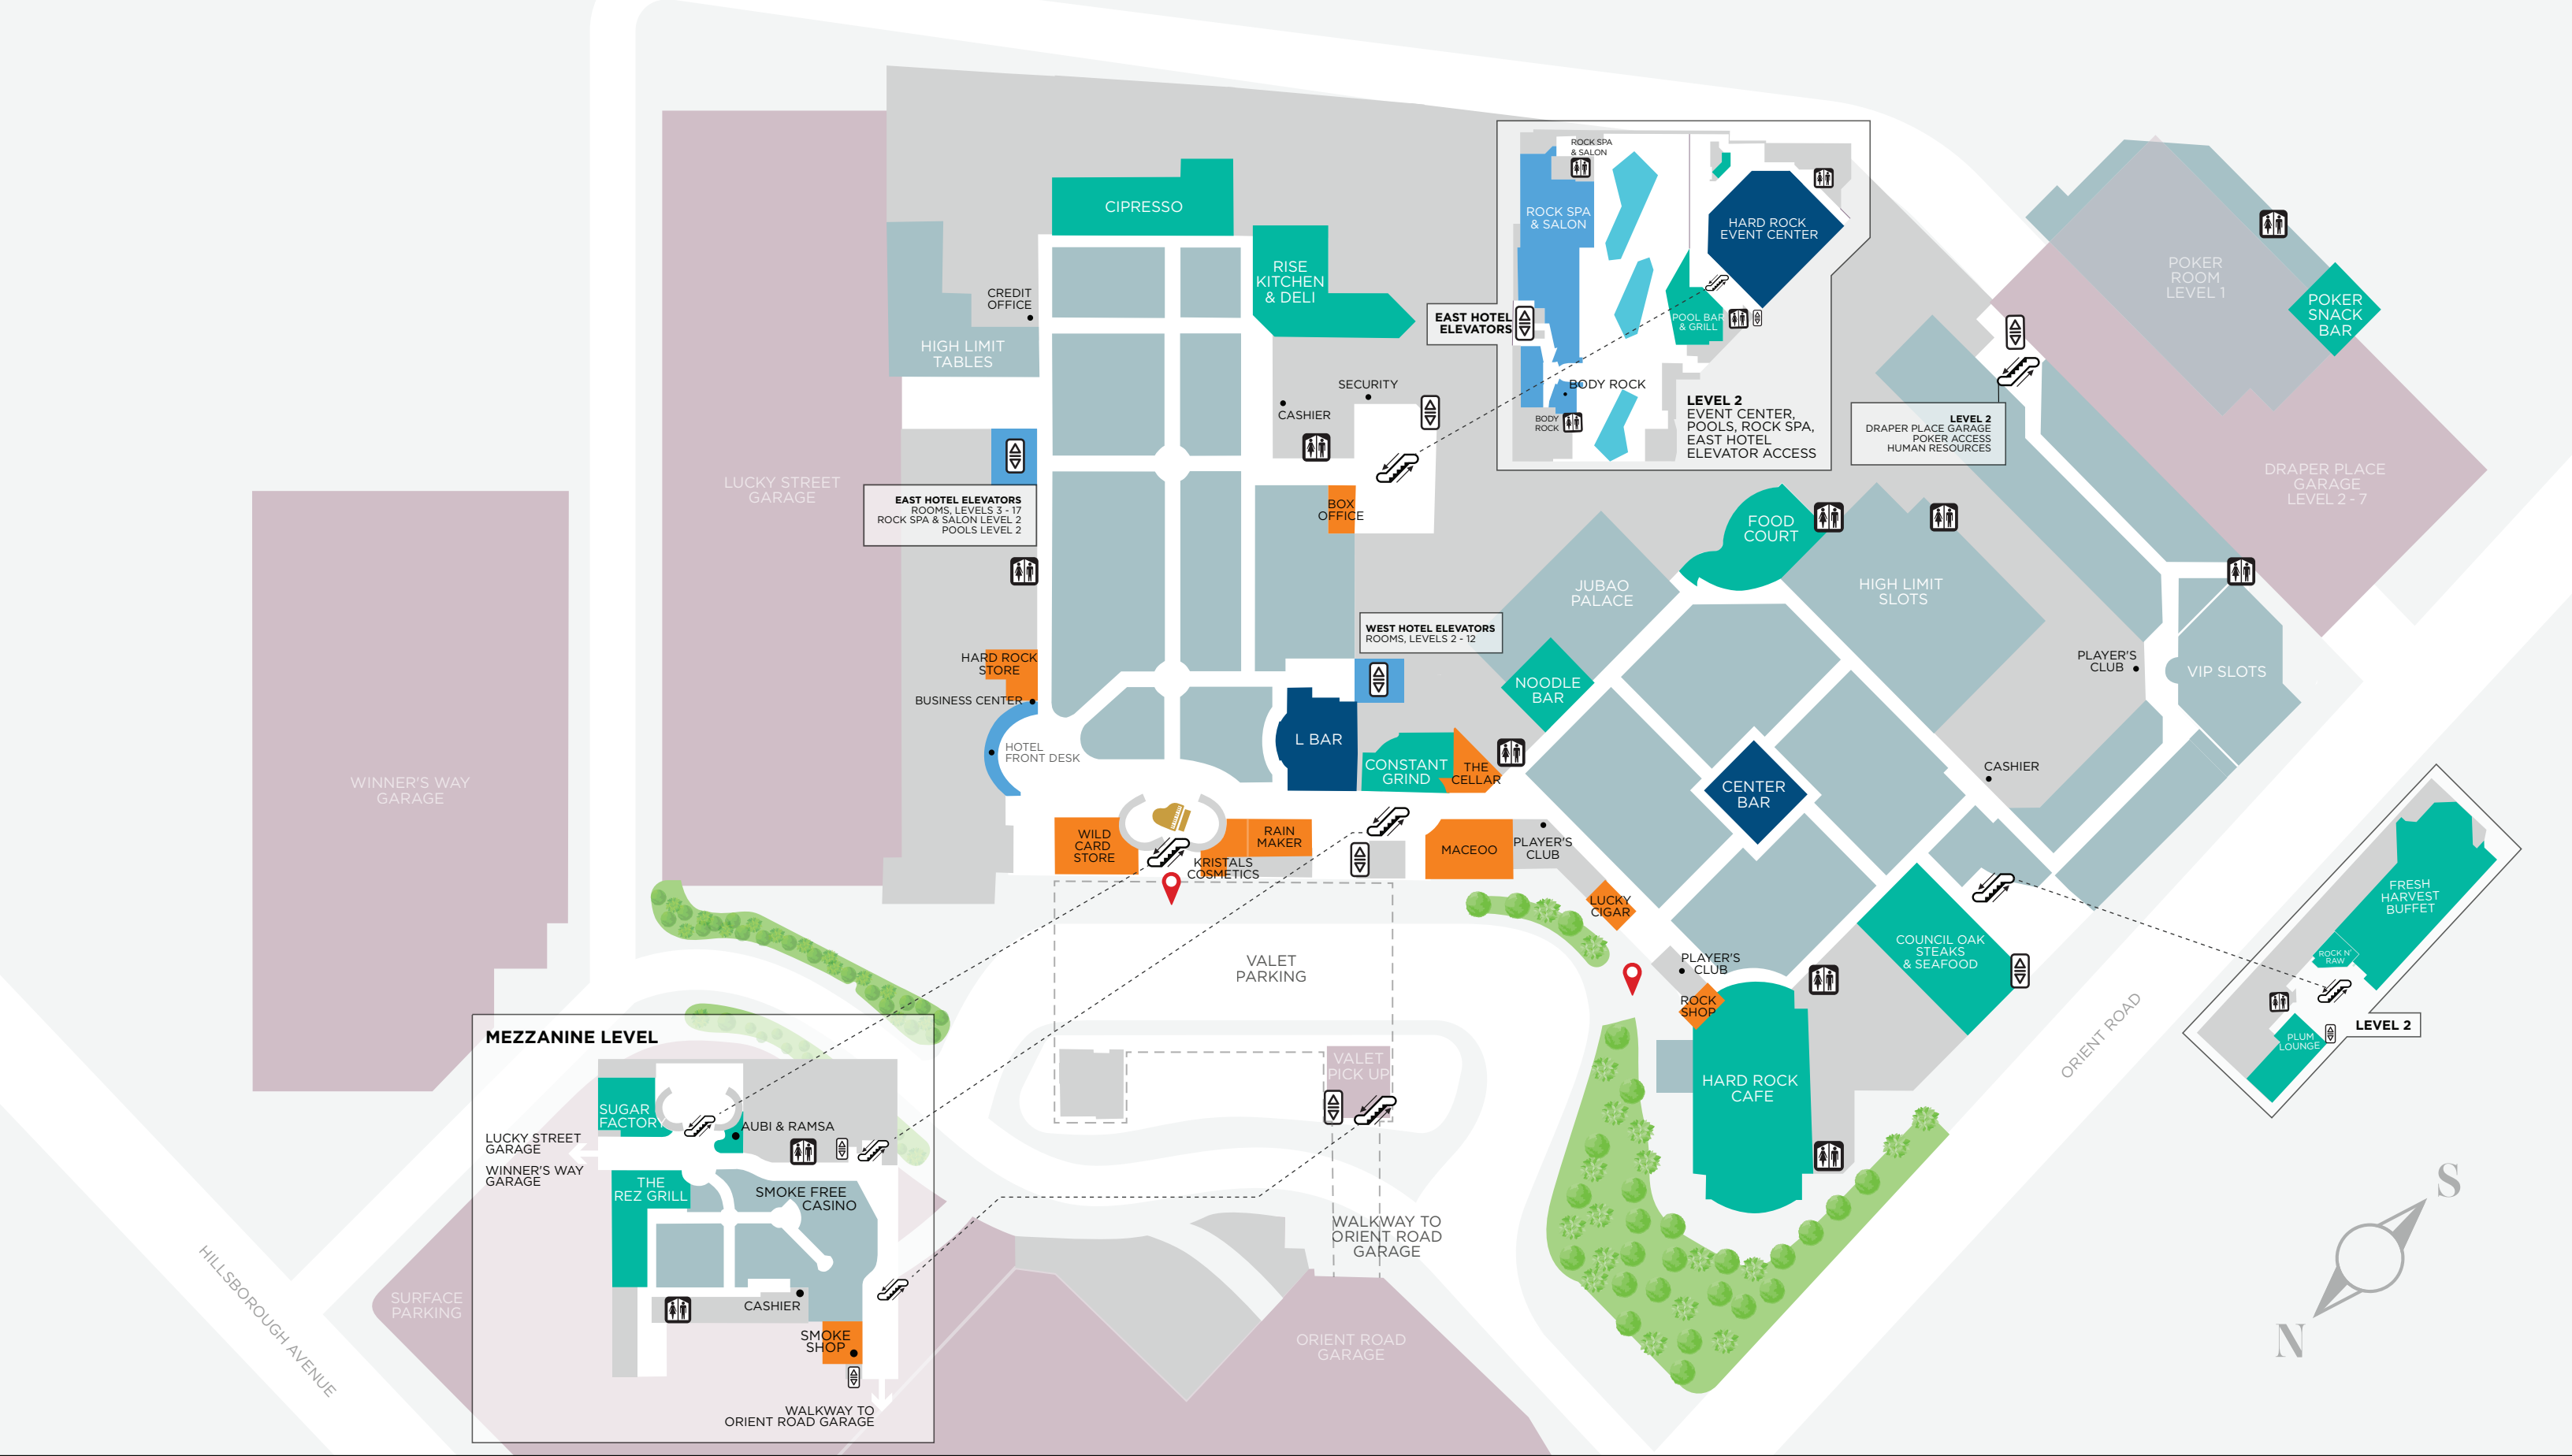 CIPRESSO
RISE
KITCHEN
& DELI
CREDIT
OFFICE
HIGH LIMIT
TABLES
LUCKY STREET
GARAGE
WINNER'S WAY
GARAGE
EAST HOTEL ELEVATORS
ROOMS, LEVELS 3 - 17
ROCK SPA & SALON LEVEL 2
POOLS LEVEL 2
SECURITY
CASHIER
BOX
OFFICE
HARD ROCK
STORE
BUSINESS CENTER
HOTEL
FRONT DESK
WEST HOTEL ELEVATORS
ROOMS, LEVELS 2 - 12
L BAR
CONSTANT
GRIND
THE
CELLAR
WILD
CARD
STORE
KRISTALS
COSMETICS
RAIN
MAKER
MACEOO
PLAYER'S
CLUB
LUCKY
CIGAR
VALET
PARKING
VALET
PICK UP
WALKWAY TO
ORIENT ROAD
GARAGE
ORIENT ROAD
GARAGE
SURFACE
PARKING
HILLSBOROUGH AVENUE
ROCK SPA
& SALON
ROCK SPA
& SALON
HARD ROCK
EVENT CENTER
POOL BAR
& GRILL
EAST HOTEL
ELEVATORS
BODY ROCK
BODY
ROCK
LEVEL 2
EVENT CENTER,
POOLS, ROCK SPA,
EAST HOTEL
ELEVATOR ACCESS
LEVEL 2
DRAPER PLACE GARAGE
POKER ACCESS
HUMAN RESOURCES
POKER
ROOM
LEVEL 1
POKER
SNACK
BAR
DRAPER PLACE
GARAGE
LEVEL 2 - 7
FOOD
COURT
JUBAO
PALACE
HIGH LIMIT
SLOTS
NOODLE
BAR
PLAYER'S
CLUB
VIP SLOTS
CENTER
BAR
CASHIER
COUNCIL OAK
STEAKS
& SEAFOOD
PLAYER'S
CLUB
ROCK
SHOP
HARD ROCK
CAFE
ORIENT ROAD
FRESH
HARVEST
BUFFET
ROCK N'
RAW
PLUM
LOUNGE
LEVEL 2
MEZZANINE LEVEL
SUGAR
FACTORY
AUBI & RAMSA
LUCKY STREET
GARAGE
WINNER'S WAY
GARAGE
THE
REZ GRILL
SMOKE FREE
CASINO
CASHIER
SMOKE
SHOP
WALKWAY TO
ORIENT ROAD GARAGE
S
N